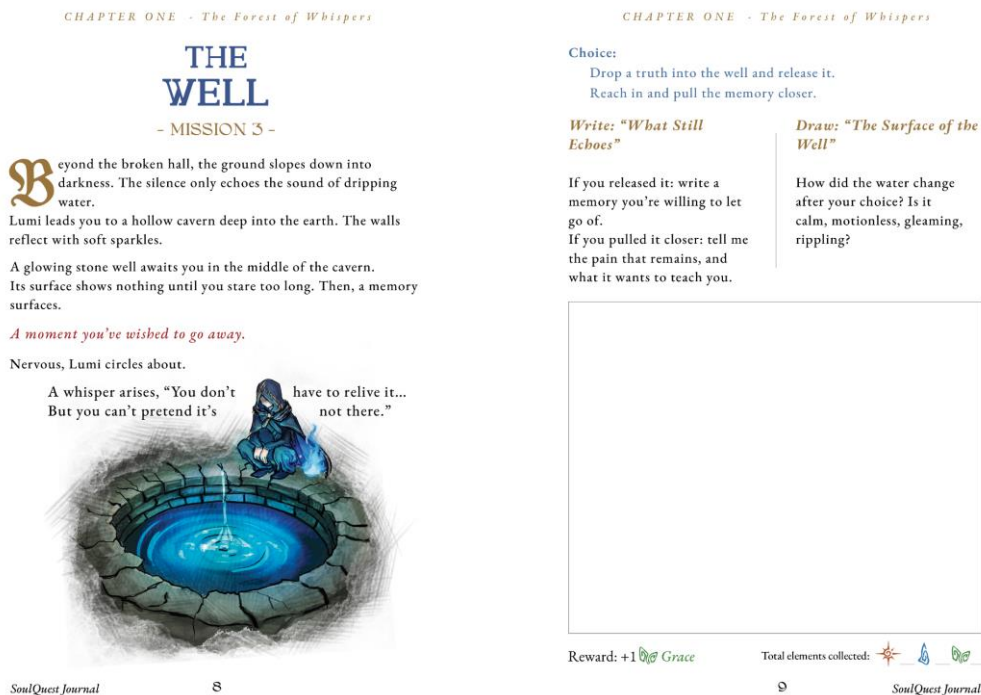 CHAPTER ONE - The Forest of Whispers
THE
WELL
- MISSION 3 -
Beyond the broken hall, the ground slopes down into
darkness. The silence only echoes the sound of dripping
water.
Lumi leads you to a hollow cavern deep into the earth. The walls
reflect with soft sparkles.
A glowing stone well awaits you in the middle of the cavern.
Its surface shows nothing until you stare too long. Then, a memory
surfaces.
A moment you’ve wished to go away.
Nervous, Lumi circles about.
A whisper arises, “You don’t have to relive it...
But you can’t pretend it’s not there.”
SoulQuest Journal
8
CHAPTER ONE - The Forest of Whispers
Choice:
Drop a truth into the well and release it.
Reach in and pull the memory closer.
Write: “What Still
Echoes”
If you released it: write a
memory you’re willing to let
go of.
If you pulled it closer: tell me
the pain that remains, and
what it wants to teach you.
Draw: “The Surface of the
Well”
How did the water change
after your choice? Is it
calm, motionless, gleaming,
rippling?
Reward: +1 Grace
Total elements collected:
9
SoulQuest Journal